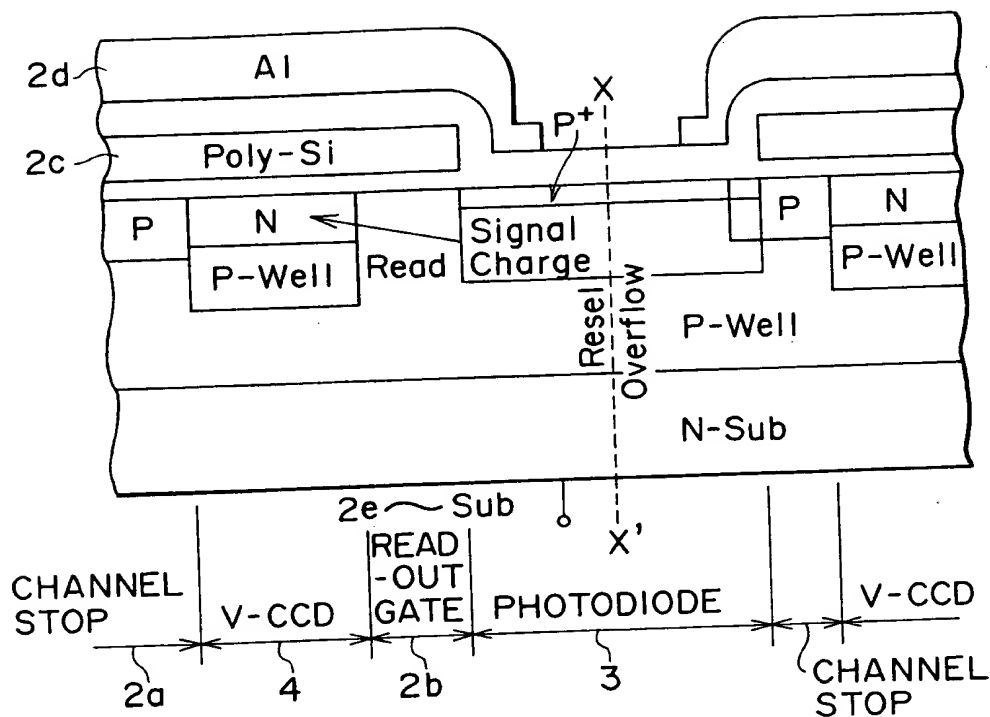 2d
Al
X
P+
2c
Poly-Si
P
N
Signal
Charge
P
N
P-Well
Read
P-Well
Resel
Overflow
P-Well
N-Sub
2e
Sub
X'
CHANNEL
STOP
V-CCD
READ
-OUT
GATE
PHOTODIODE
V-CCD
2a
4
2b
3
CHANNEL
STOP